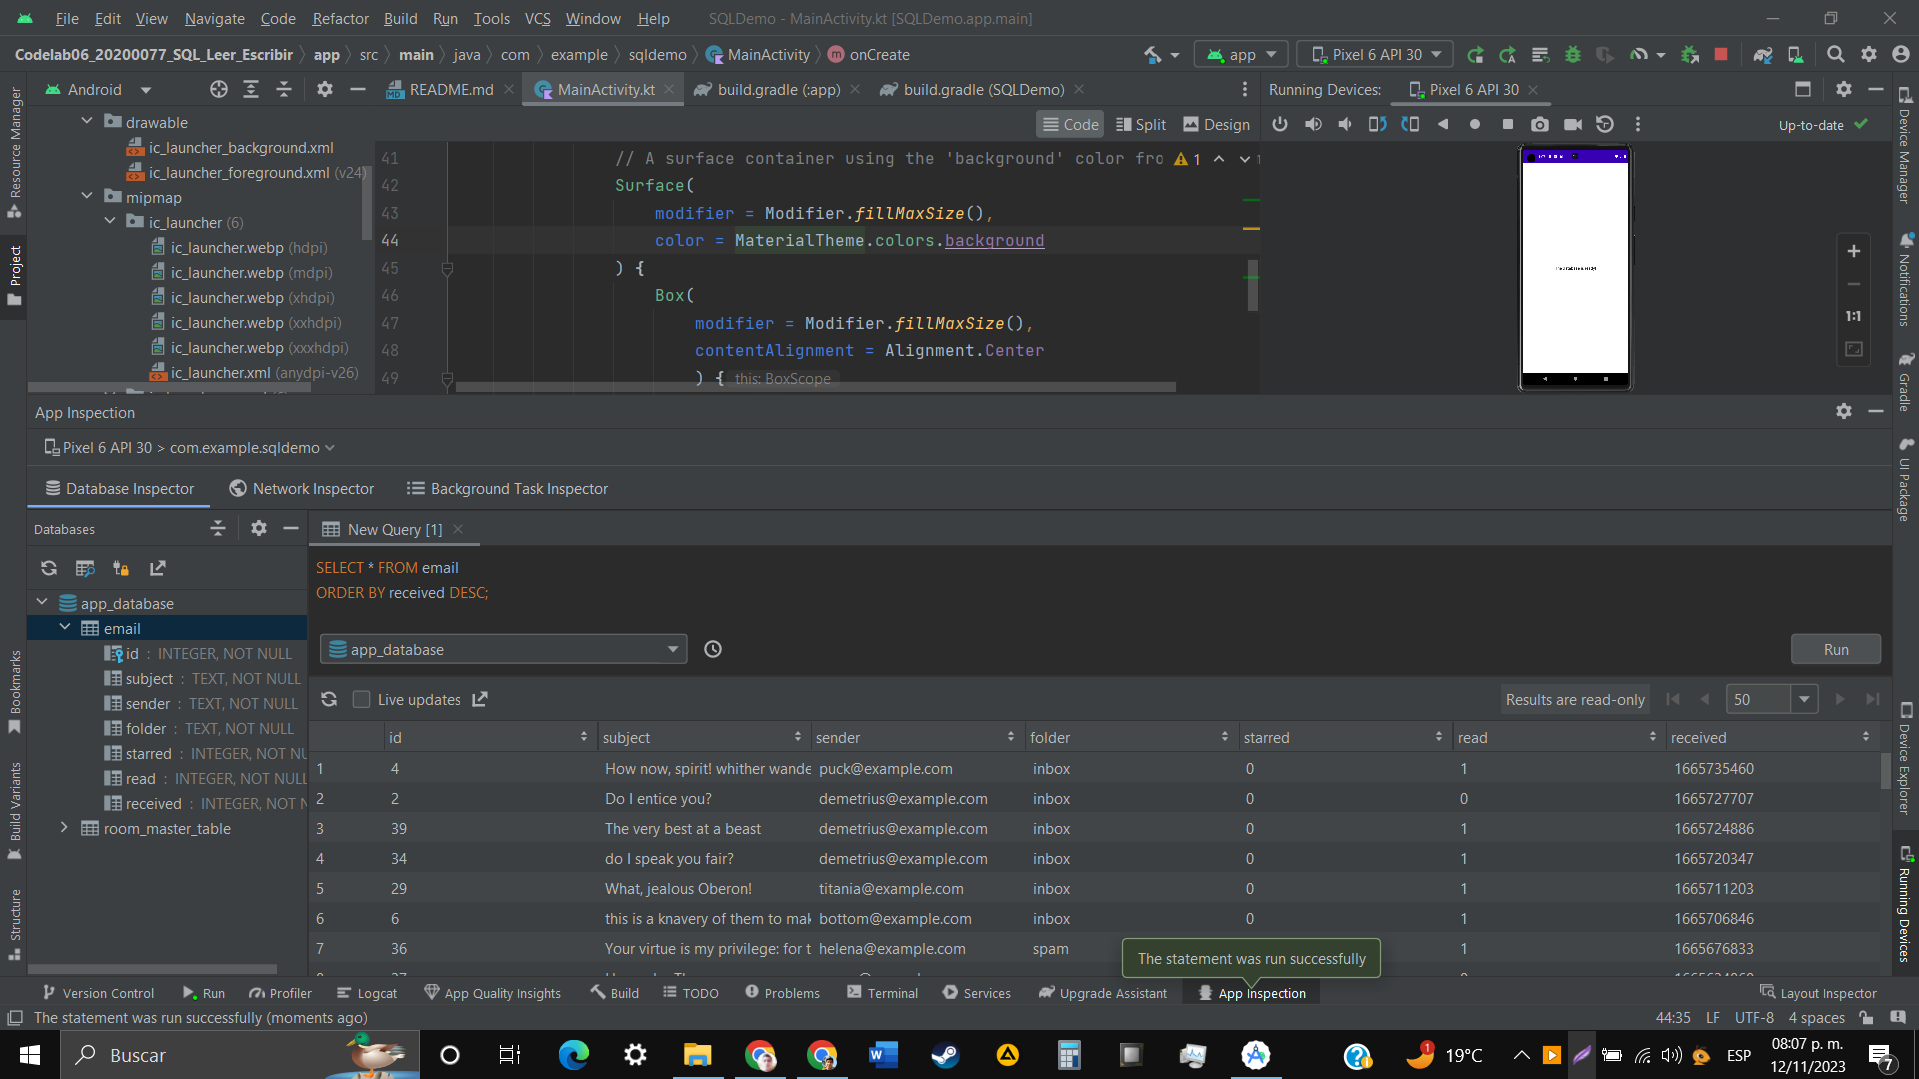 File Edit View Navigate Code Refactor Build Run Tools VCS Window Help SQLDemo - MainActivity.kt [SQLDemo.app.main]
Codelab06_20200077_SQL_Leer_Escribir app src main java com example sqldemo MainActivity onCreate app Pixel 6 API 30
Android README.md MainActivity.kt build.gradle (:app) build.gradle (SQLDemo) Running Devices: Pixel 6 API 30
Code Split Design Up-to-date
drawable
ic_launcher_background.xml
ic_launcher_foreground.xml (v24)
mipmap
ic_launcher (6)
ic_launcher.webp (hdpi)
ic_launcher.webp (mdpi)
ic_launcher.webp (xhdpi)
ic_launcher.webp (xxhdpi)
ic_launcher.webp (xxxhdpi)
ic_launcher.xml (anydpi-v26)
41 // A surface container using the 'background' color fro 1
42 Surface(
43 modifier = Modifier.fillMaxSize(),
44 color = MaterialTheme.colors.background
45 ) {
46 Box(
47 modifier = Modifier.fillMaxSize(),
48 contentAlignment = Alignment.Center
49 ) { this: BoxScope
1:1
Resource Manager
Project
Bookmarks
Build Variants
Structure
Device Manager
Notifications
Gradle
UI Package
Device Explorer
Running Devices
App Inspection
Pixel 6 API 30 > com.example.sqldemo
Database Inspector Network Inspector Background Task Inspector
Databases
New Query [1]
SELECT * FROM email
ORDER BY received DESC;
app_database
email
id : INTEGER, NOT NULL
subject : TEXT, NOT NULL
sender : TEXT, NOT NULL
folder : TEXT, NOT NULL
starred : INTEGER, NOT NU
read : INTEGER, NOT NULL
received : INTEGER, NOT N
room_master_table
app_database Run
Live updates Results are read-only 50
id subject sender folder starred read received
1 4 How now, spirit! whither wande puck@example.com inbox 0 1 1665735460
2 2 Do I entice you? demetrius@example.com inbox 0 0 1665727707
3 39 The very best at a beast demetrius@example.com inbox 0 1 1665724886
4 34 do I speak you fair? demetrius@example.com inbox 0 1 1665720347
5 29 What, jealous Oberon! titania@example.com inbox 0 1 1665711203
6 6 this is a knavery of them to mak bottom@example.com inbox 0 1 1665706846
7 36 Your virtue is my privilege: for t helena@example.com spam 1 1665676833
The statement was run successfully
Version Control Run Profiler Logcat App Quality Insights Build TODO Problems Terminal Services Upgrade Assistant App Inspection Layout Inspector
The statement was run successfully (moments ago) 44:35 LF UTF-8 4 spaces
Buscar 1 19°C ESP 08:07 p. m.
12/11/2023 7